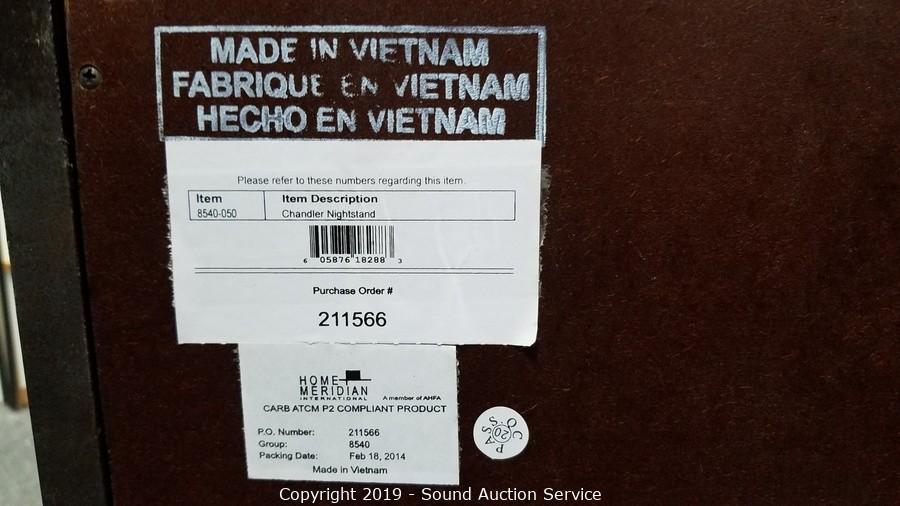 MADE IN VIETNAM
FABRIQUE EN VIETNAM
HECHO EN VIETNAM
Please refer to these numbers regarding this item.
Item Item Description
8540-050 Chandler Nightstand
6 05876 18288 3
Purchase Order #
211566
HOME MERIDIAN
INTERNATIONAL
A member of AHFA
CARB ATCM P2 COMPLIANT PRODUCT
P.O. Number: 211566
Group: 8540
Packing Date: Feb 18, 2014
Made in Vietnam
PASS.QC
20
Copyright 2019 - Sound Auction Service